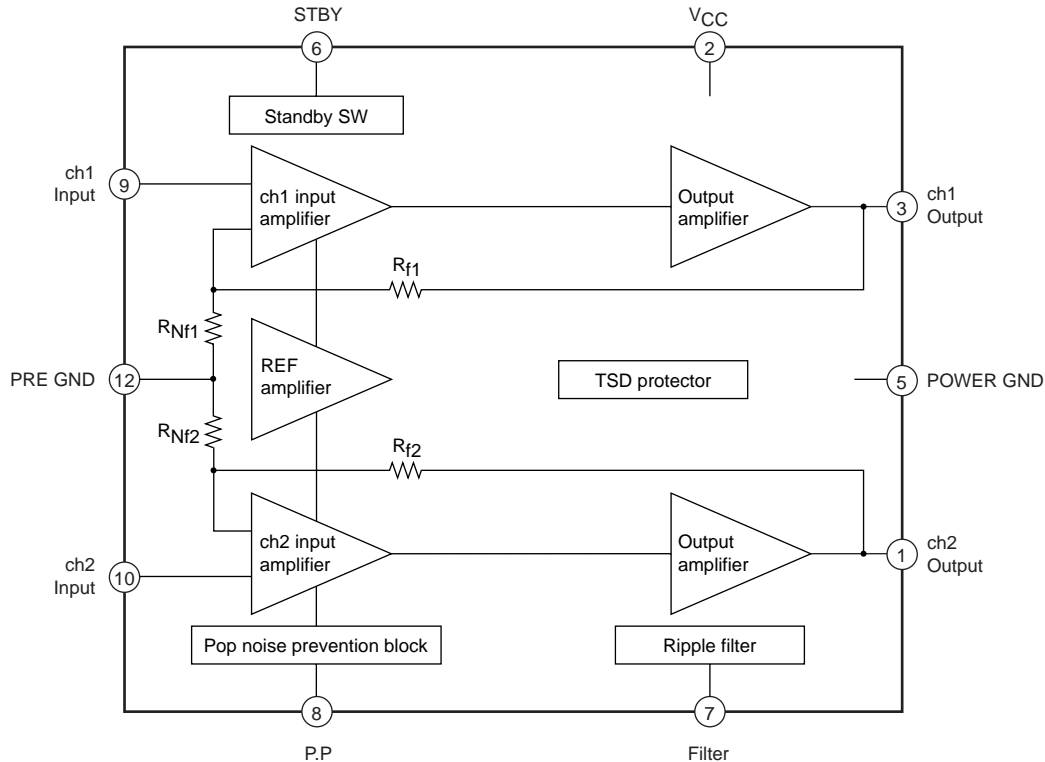 STBY
VCC
6
2
Standby SW
ch1
Input
9
ch1 input
amplifier
Output
amplifier
3
ch1
Output
Rf1
RNf1
PRE GND
12
REF
amplifier
TSD protector
5
POWER GND
RNf2
Rf2
ch2
Input
10
ch2 input
amplifier
Output
amplifier
1
ch2
Output
Pop noise prevention block
Ripple filter
8
7
P.P
Filter